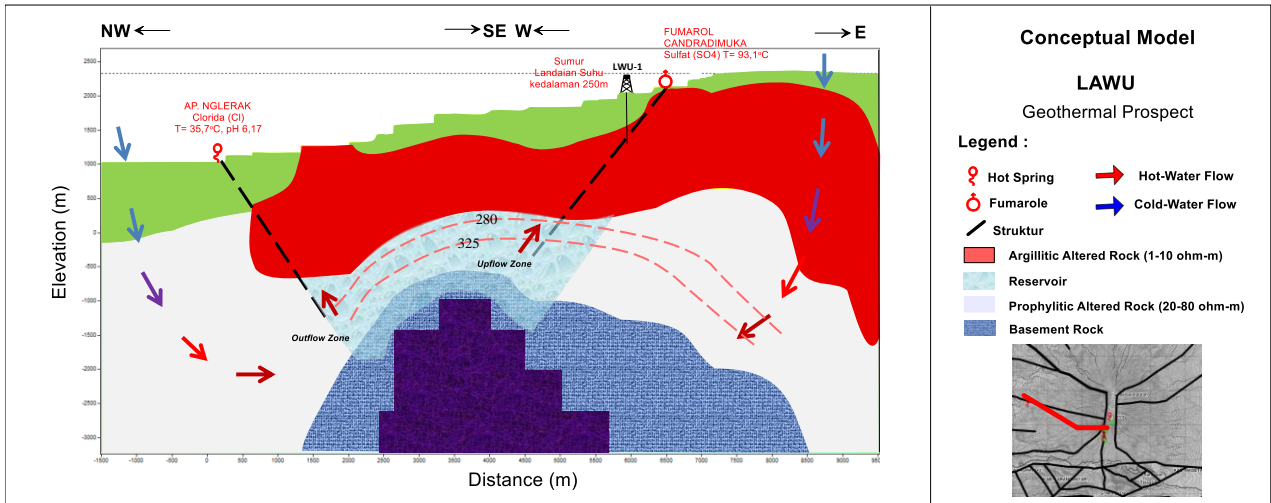 NW
SE W
E
FUMAROL
CANDRADIMUKA
Sulfat (SO4) T= 93,1ºC
Sumur
Landaian Suhu
kedalaman 250m
LWU-1
AP. NGLERAK
Clorida (Cl)
T= 35,7ºC, pH 6,17
Elevation (m)
2500
2000
1500
1000
500
0
-500
-1000
-1500
-2000
-2500
-3000
280
325
Upflow Zone
Outflow Zone
-1500 -1000 -500 0 500 1000 1500 2000 2500 3000 3500 4000 4500 5000 5500 6000 6500 7000 7500 8000 8500 9000
Distance (m)
Conceptual Model
LAWU
Geothermal Prospect
Legend :
Hot Spring
Hot-Water Flow
Fumarole
Cold-Water Flow
Struktur
Argillitic Altered Rock (1-10 ohm-m)
Reservoir
Prophylitic Altered Rock (20-80 ohm-m)
Basement Rock